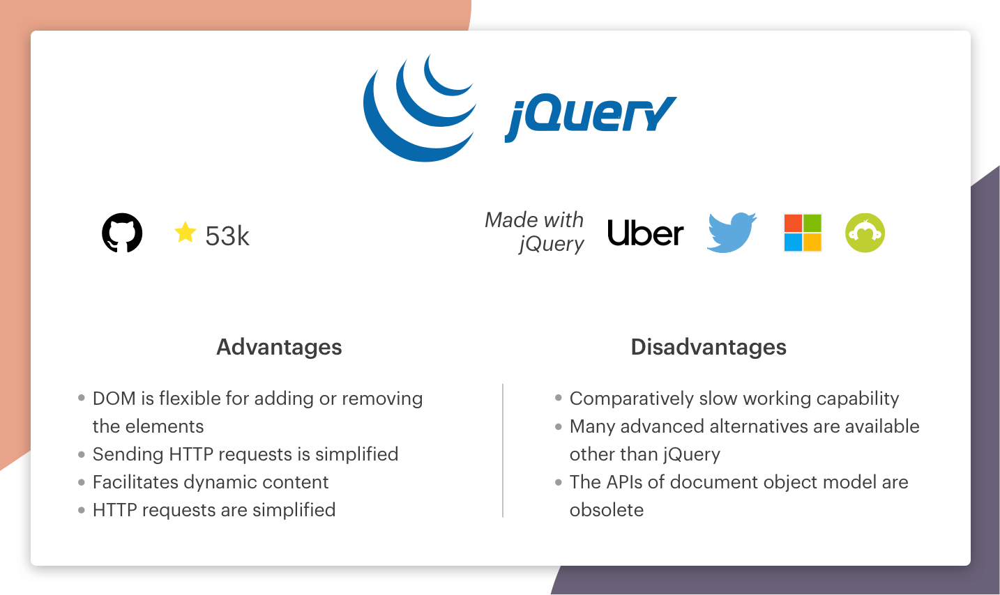 jQuery
53k
Made with
jQuery
Uber
Advantages
DOM is flexible for adding or removing
the elements
Sending HTTP requests is simplified
Facilitates dynamic content
HTTP requests are simplified
Disadvantages
Comparatively slow working capability
Many advanced alternatives are available
other than jQuery
The APIs of document object model are
obsolete